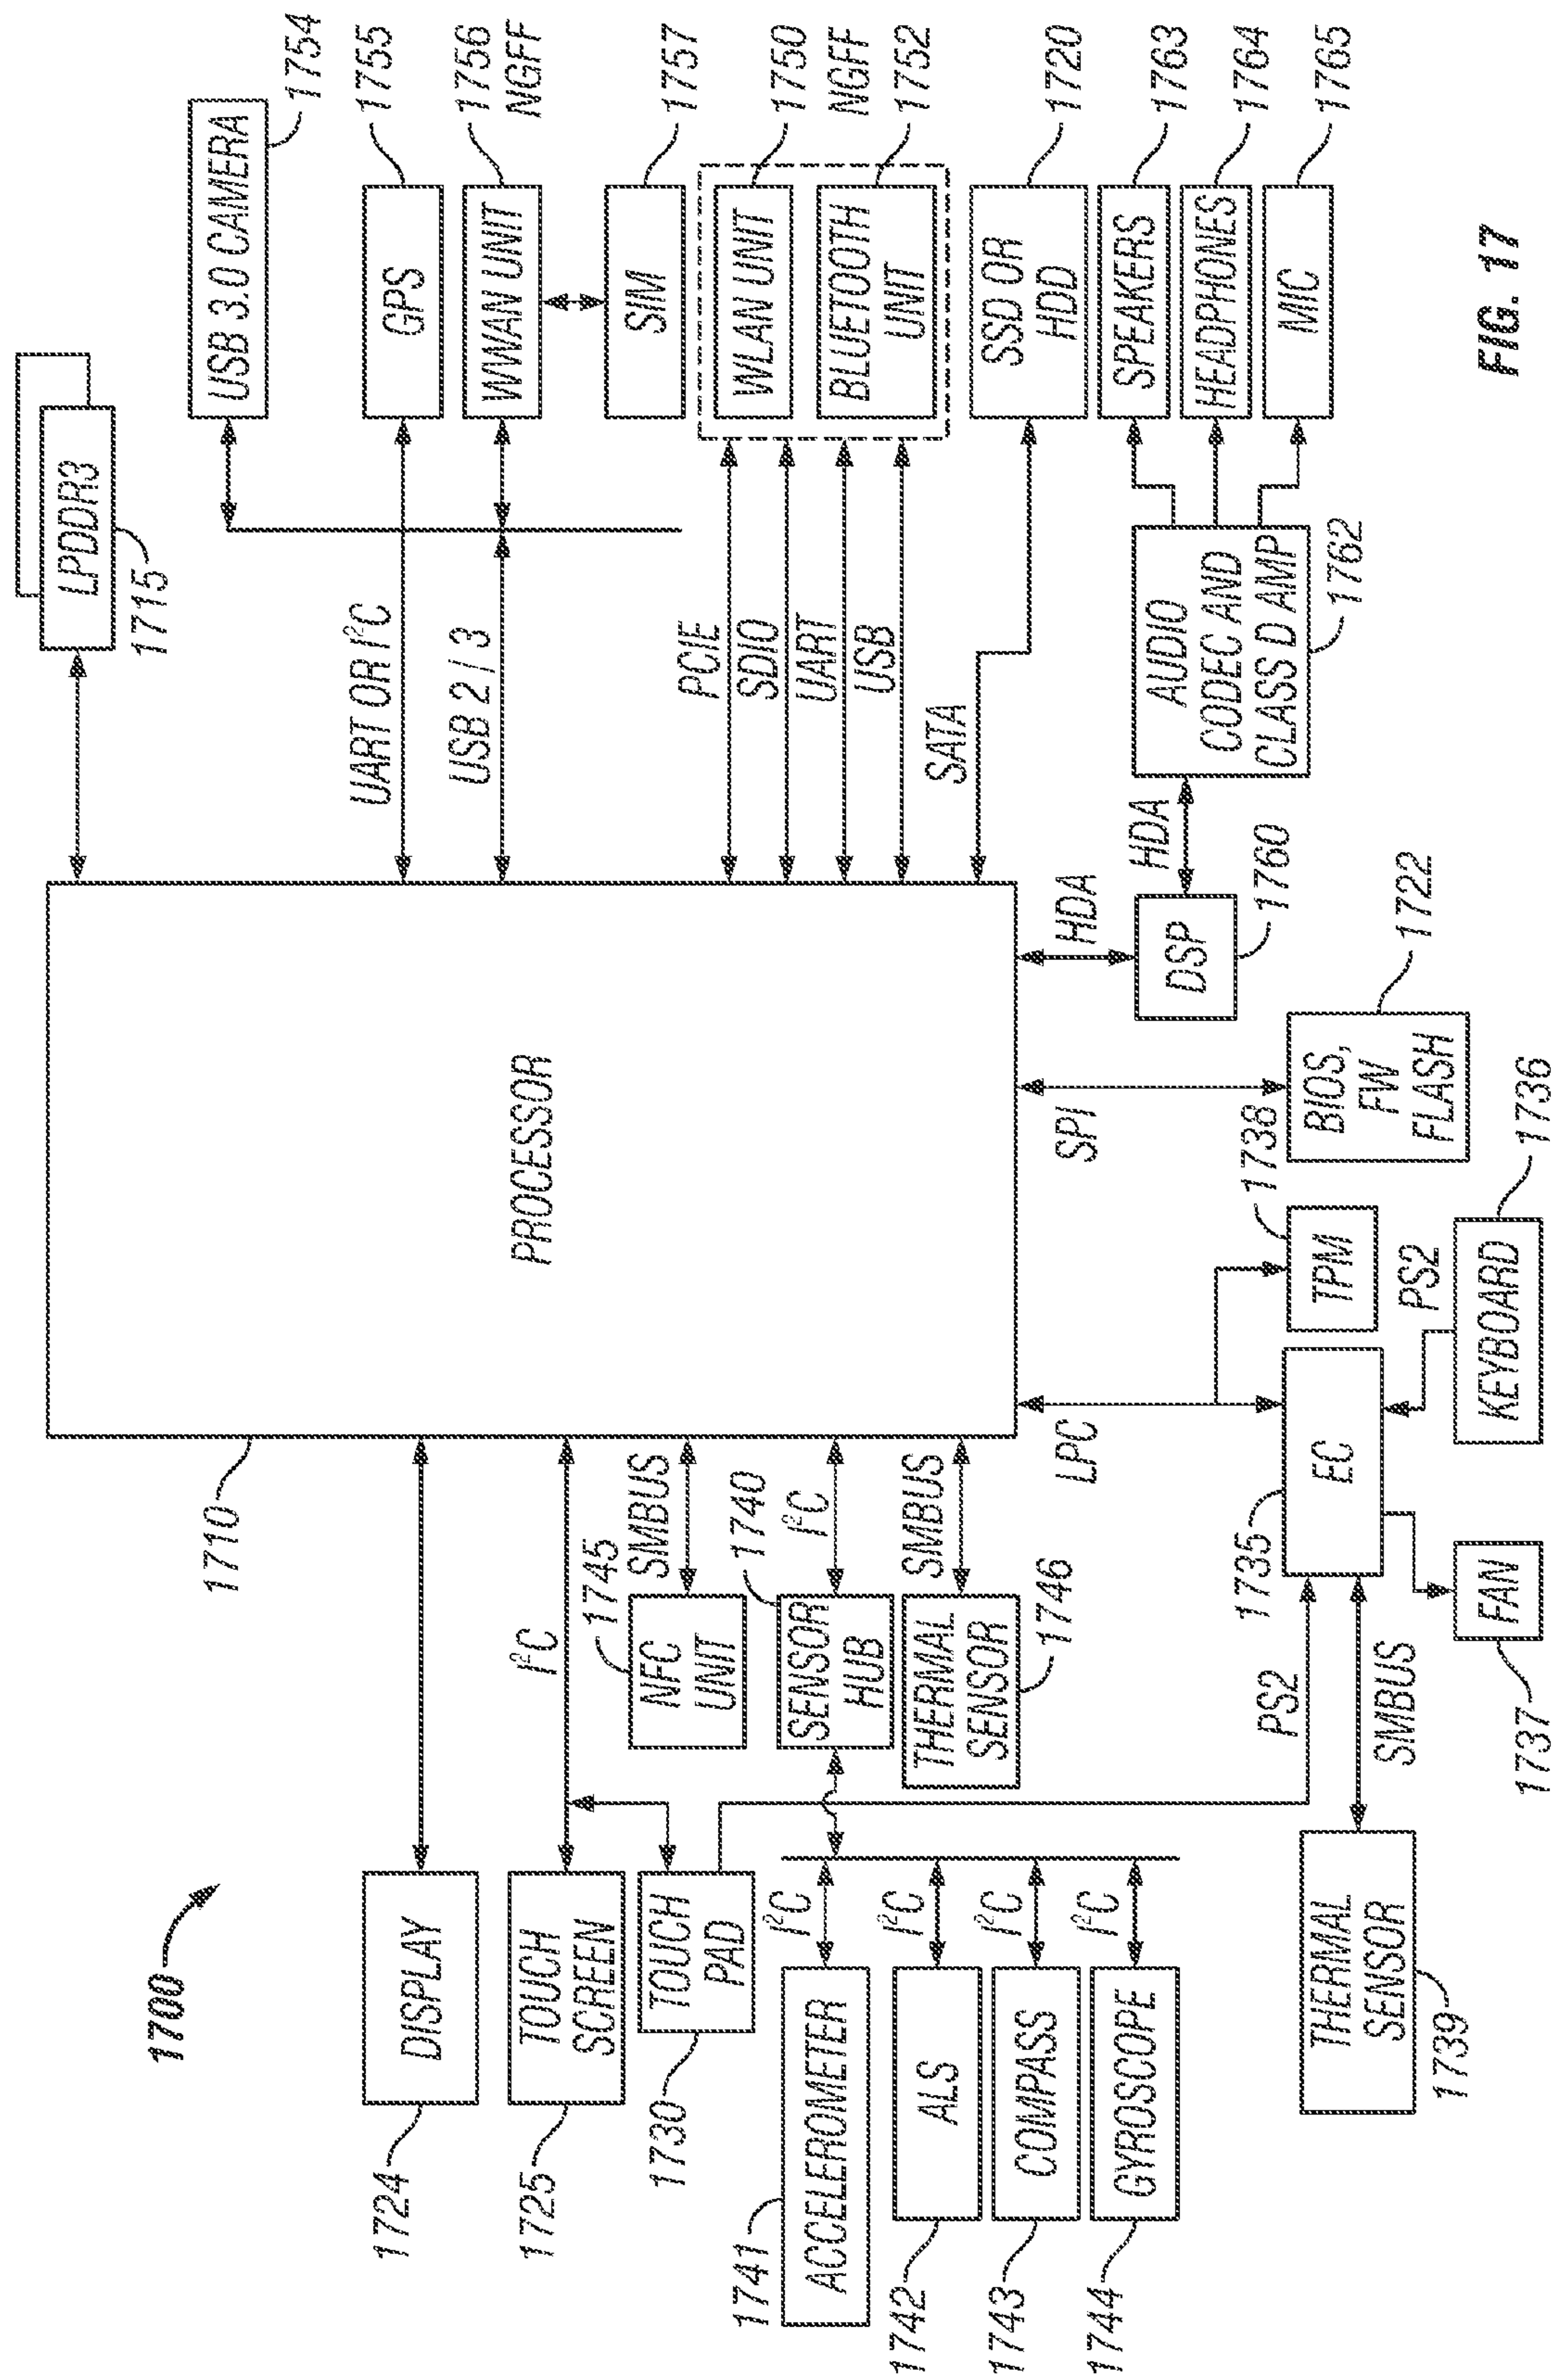 1700
1710
PROCESSOR
LPDDR3
1715
USB 3.0 CAMERA
1754
GPS
1755
UART OR I²C
WWAN UNIT
1756
NGFF
USB 2 / 3
SIM
1757
WLAN UNIT
1750
NGFF
BLUETOOTH
UNIT
1752
PCIE
SDIO
UART
USB
SSD OR
HDD
1720
SATA
SPEAKERS
1763
HEADPHONES
1764
MIC
1765
AUDIO
CODEC AND
CLASS D AMP
1762
HDA
DSP
1760
HDA
BIOS,
FW
FLASH
1722
SPI
TPM
1738
LPC
EC
1735
PS2
KEYBOARD
1736
FAN
1737
SMBUS
THERMAL
SENSOR
1739
PS2
DISPLAY
1724
TOUCH
SCREEN
1725
I²C
TOUCH
PAD
1730
NFC
UNIT
1745
SMBUS
SENSOR
HUB
1740
I²C
THERMAL
SENSOR
1746
SMBUS
ACCELEROMETER
1741
I²C
ALS
1742
I²C
COMPASS
1743
I²C
GYROSCOPE
1744
I²C
FIG. 17